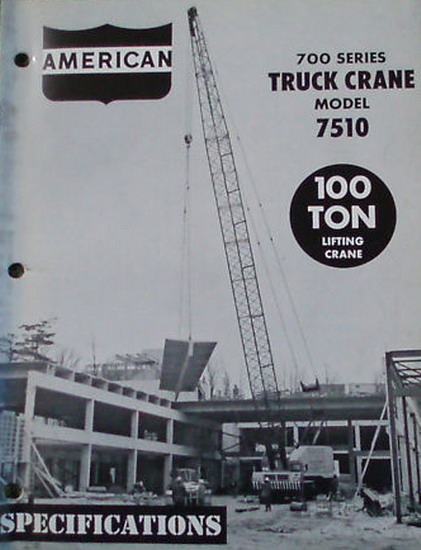 AMERICAN
700 SERIES
TRUCK CRANE
MODEL
7510
100
TON
LIFTING
CRANE
SPECIFICATIONS